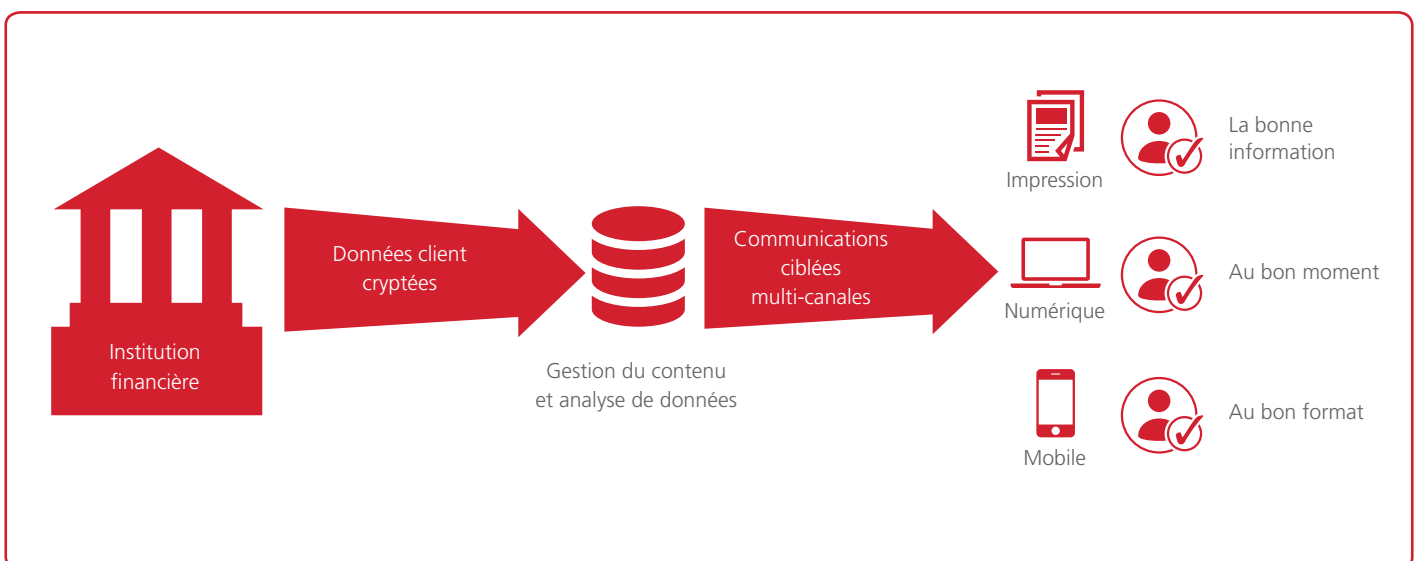 Institution
financière
Données client
cryptées
Gestion du contenu
et analyse de données
Communications
ciblées
multi-canales
Impression
La bonne
information
Numérique
Au bon moment
Mobile
Au bon format